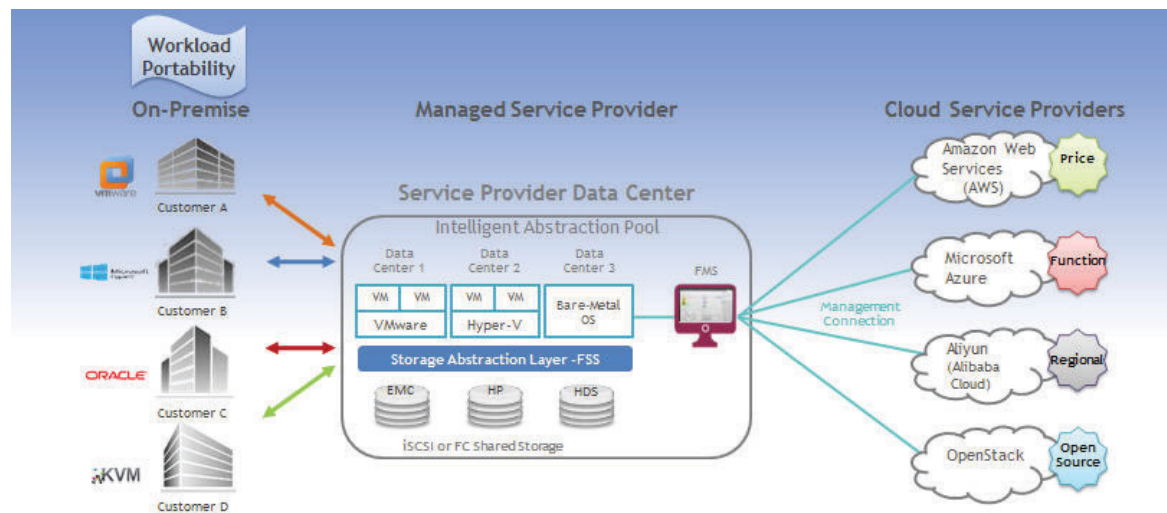 Workload
Portability
On-Premise
Managed Service Provider
Cloud Service Providers
vmware
Customer A
Microsoft
Customer B
ORACLE
Customer C
KVM
Customer D
Service Provider Data Center
Intelligent Abstraction Pool
Data
Center 1
Data
Center 2
Data
Center 3
FMS
VM VM
VMware
VM VM
Hyper-V
Bare-Metal
OS
Storage Abstraction Layer -FSS
EMC
HP
HDS
iSCSI or FC Shared Storage
Management
Connection
Amazon Web
Services
(AWS)
Price
Microsoft
Azure
Function
Aliyun
(Alibaba
Cloud)
Regional
OpenStack
Open
Source